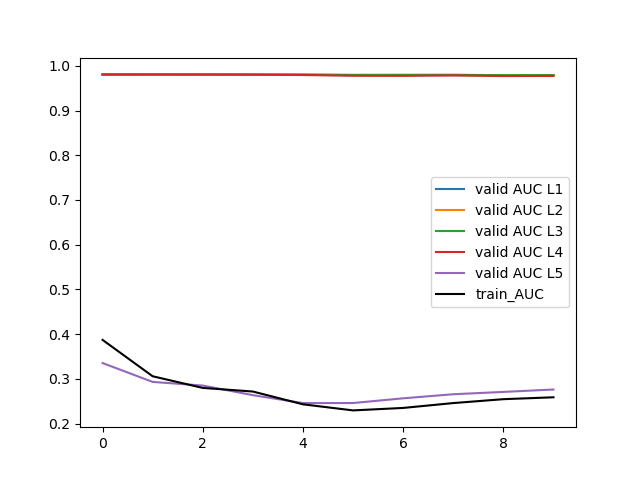 1.0
0.9
0.8
0.7
0.6
0.5
0.4
0.3
0.2
valid AUC L1
valid AUC L2
valid AUC L3
valid AUC L4
valid AUC L5
train_AUC
0 2 4 6 8